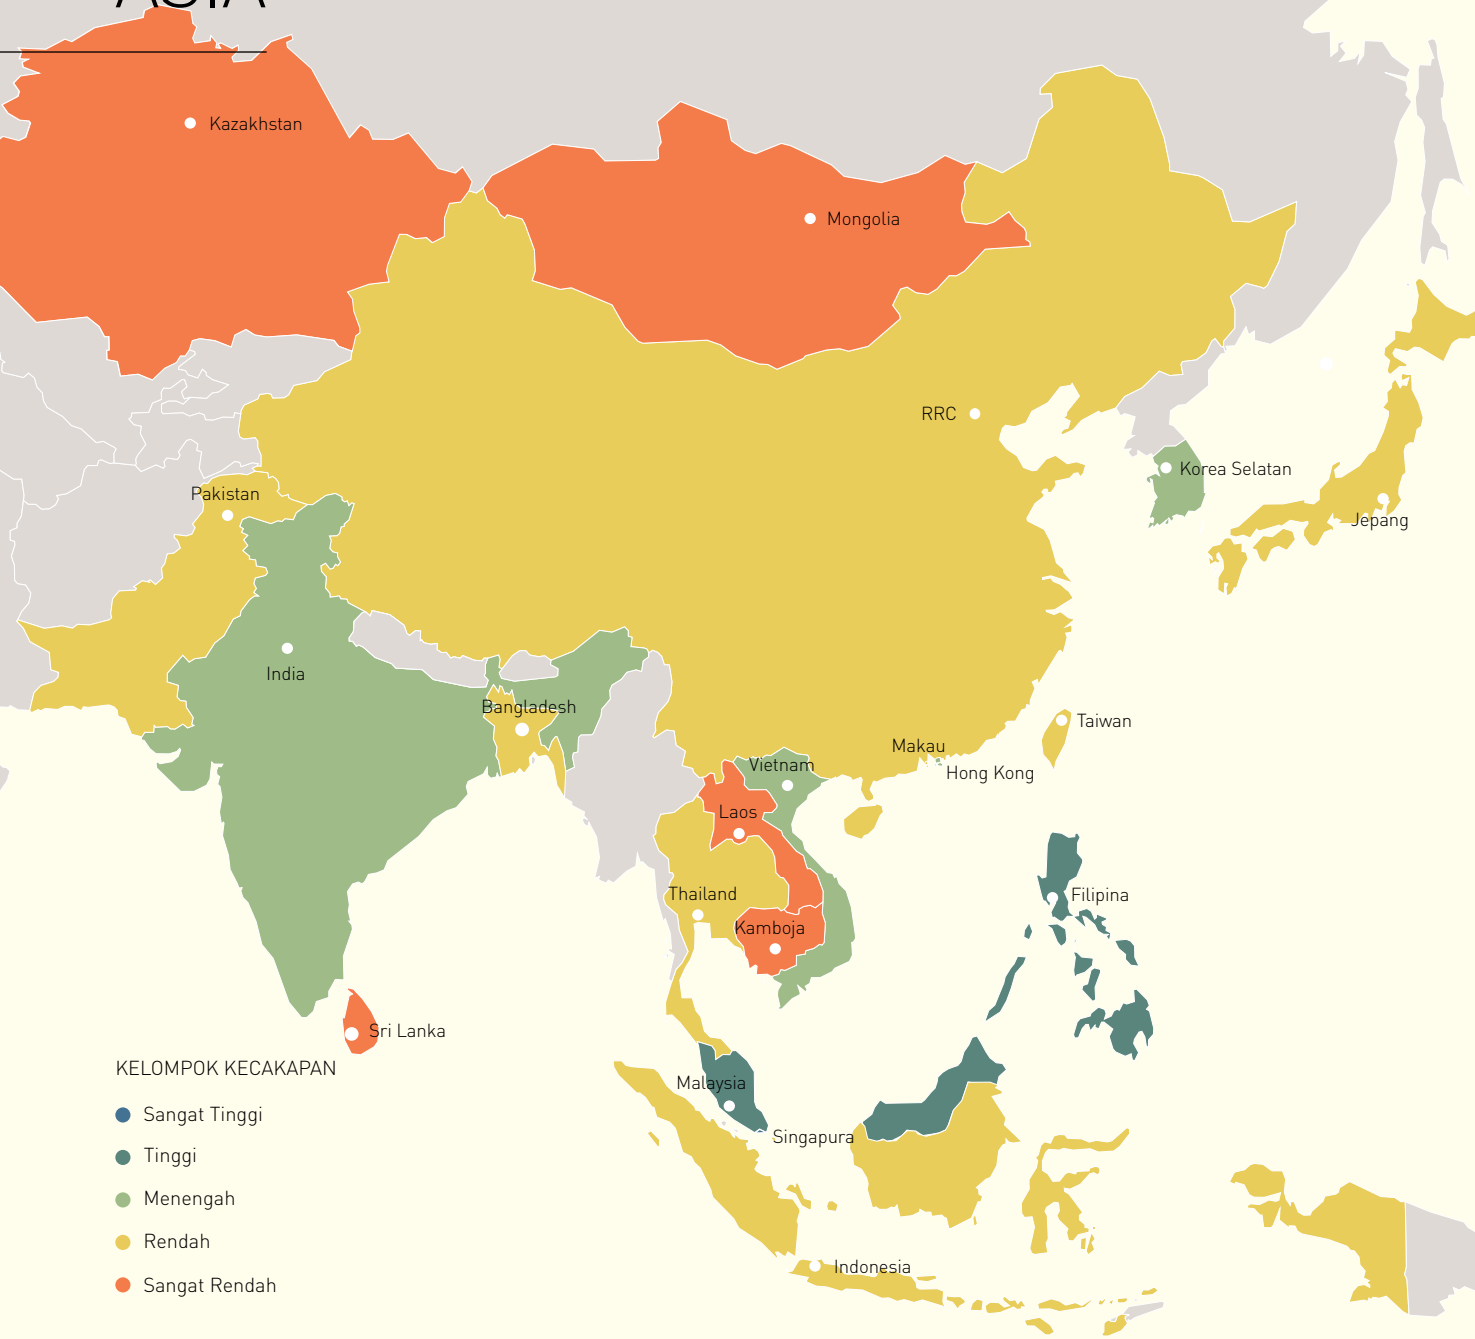 ASIA
Kazakhstan
Mongolia
RRC
Korea Selatan
Pakistan
Jepang
India
Bangladesh
Taiwan
Makau
Vietnam
Hong Kong
Laos
Thailand
Filipina
Kamboja
Sri Lanka
KELOMPOK KECAKAPAN
Malaysia
Sangat Tinggi
Singapura
Tinggi
Menengah
Rendah
Indonesia
Sangat Rendah